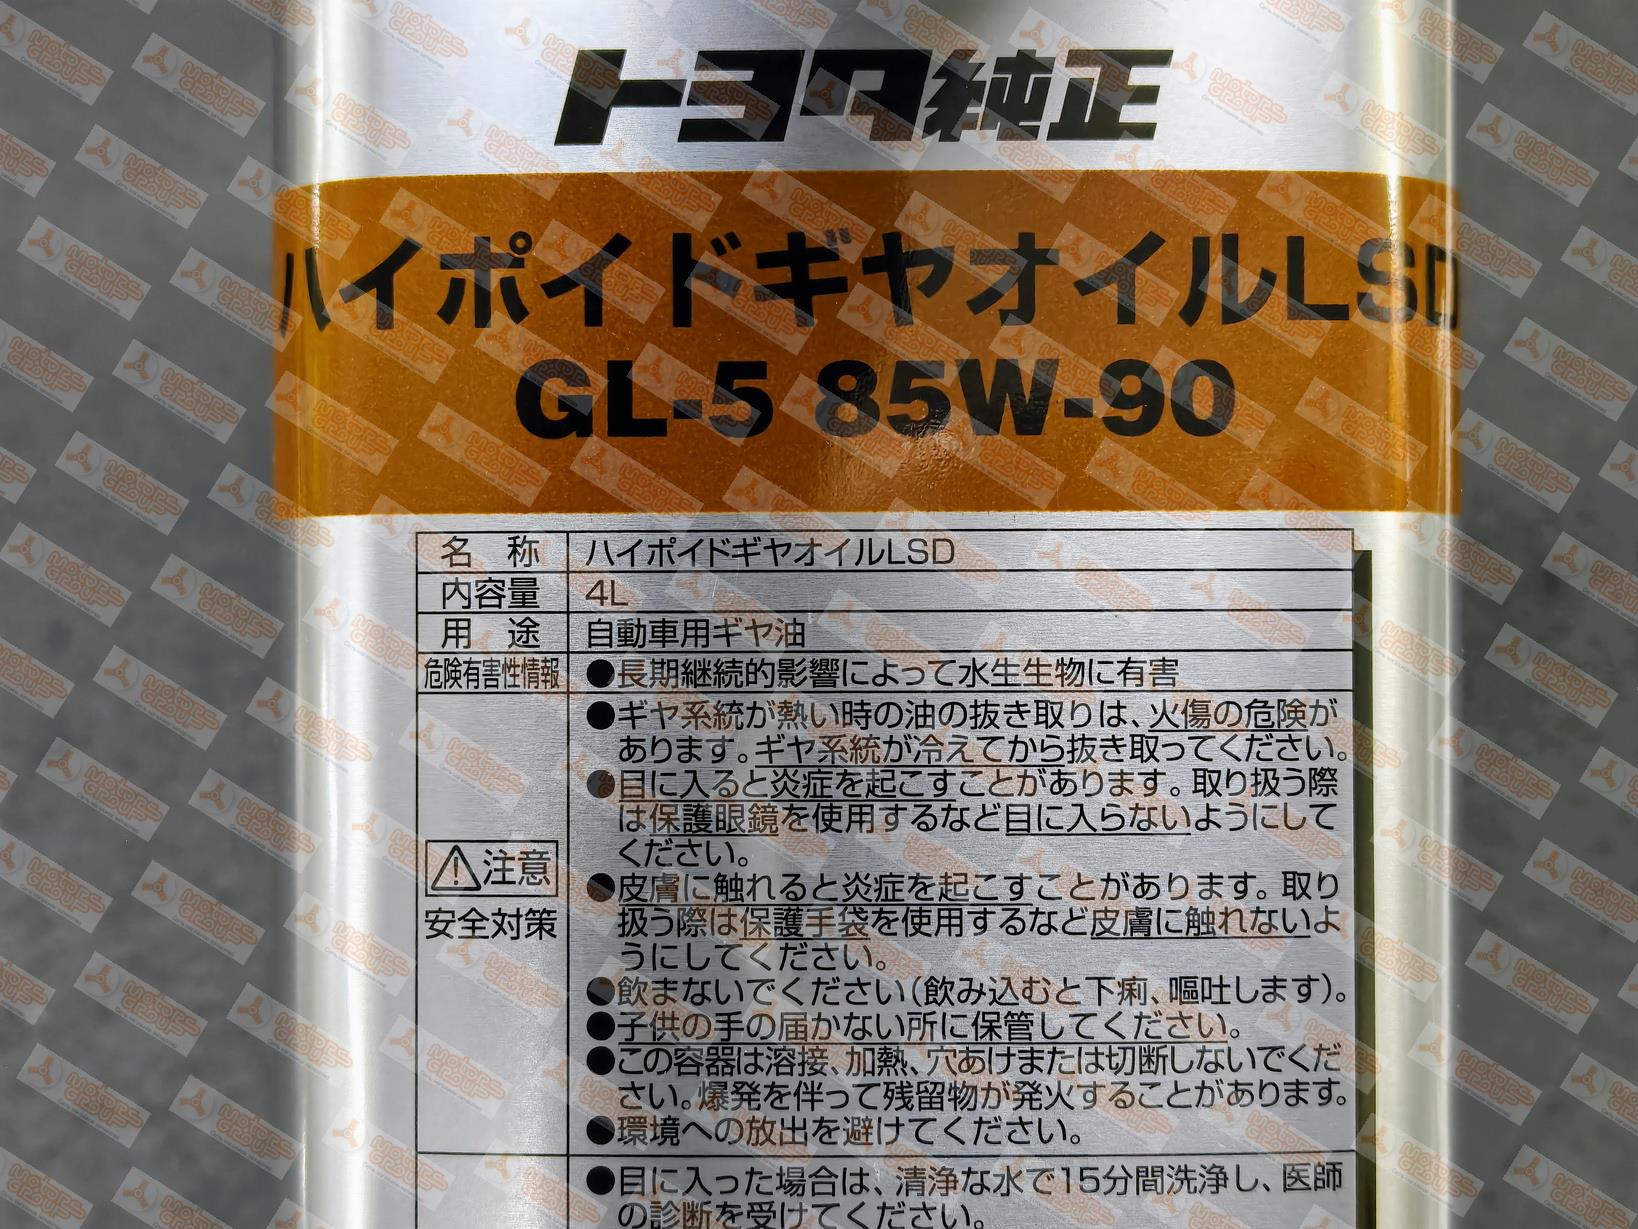 トヨタ純正
ハイポイドギヤオイルLSD
GL-5 85W-90
名 称 ハイポイドギヤオイルLSD
内容量 4L
用 途 自動車用ギヤ油
危険有害性情報 ●長期継続的影響によって水生生物に有害
⚠注意
安全対策
●ギヤ系統が熱い時の油の抜き取りは、火傷の危険が
あります。ギヤ系統が冷えてから抜き取ってください。
●目に入ると炎症を起こすことがあります。取り扱う際
は保護眼鏡を使用するなど目に入らないようにして
ください。
●皮膚に触れると炎症を起こすことがあります。取り
扱う際は保護手袋を使用するなど皮膚に触れないよ
うにしてください。
●飲まないでください(飲み込むと下痢、嘔吐します)。
●子供の手の届かない所に保管してください。
●この容器は溶接、加熱、穴あけまたは切断しないでくだ
さい。爆発を伴って残留物が発火することがあります。
●環境への放出を避けてください。
●目に入った場合は、清浄な水で15分間洗浄し、医師
の診断を受けてください。